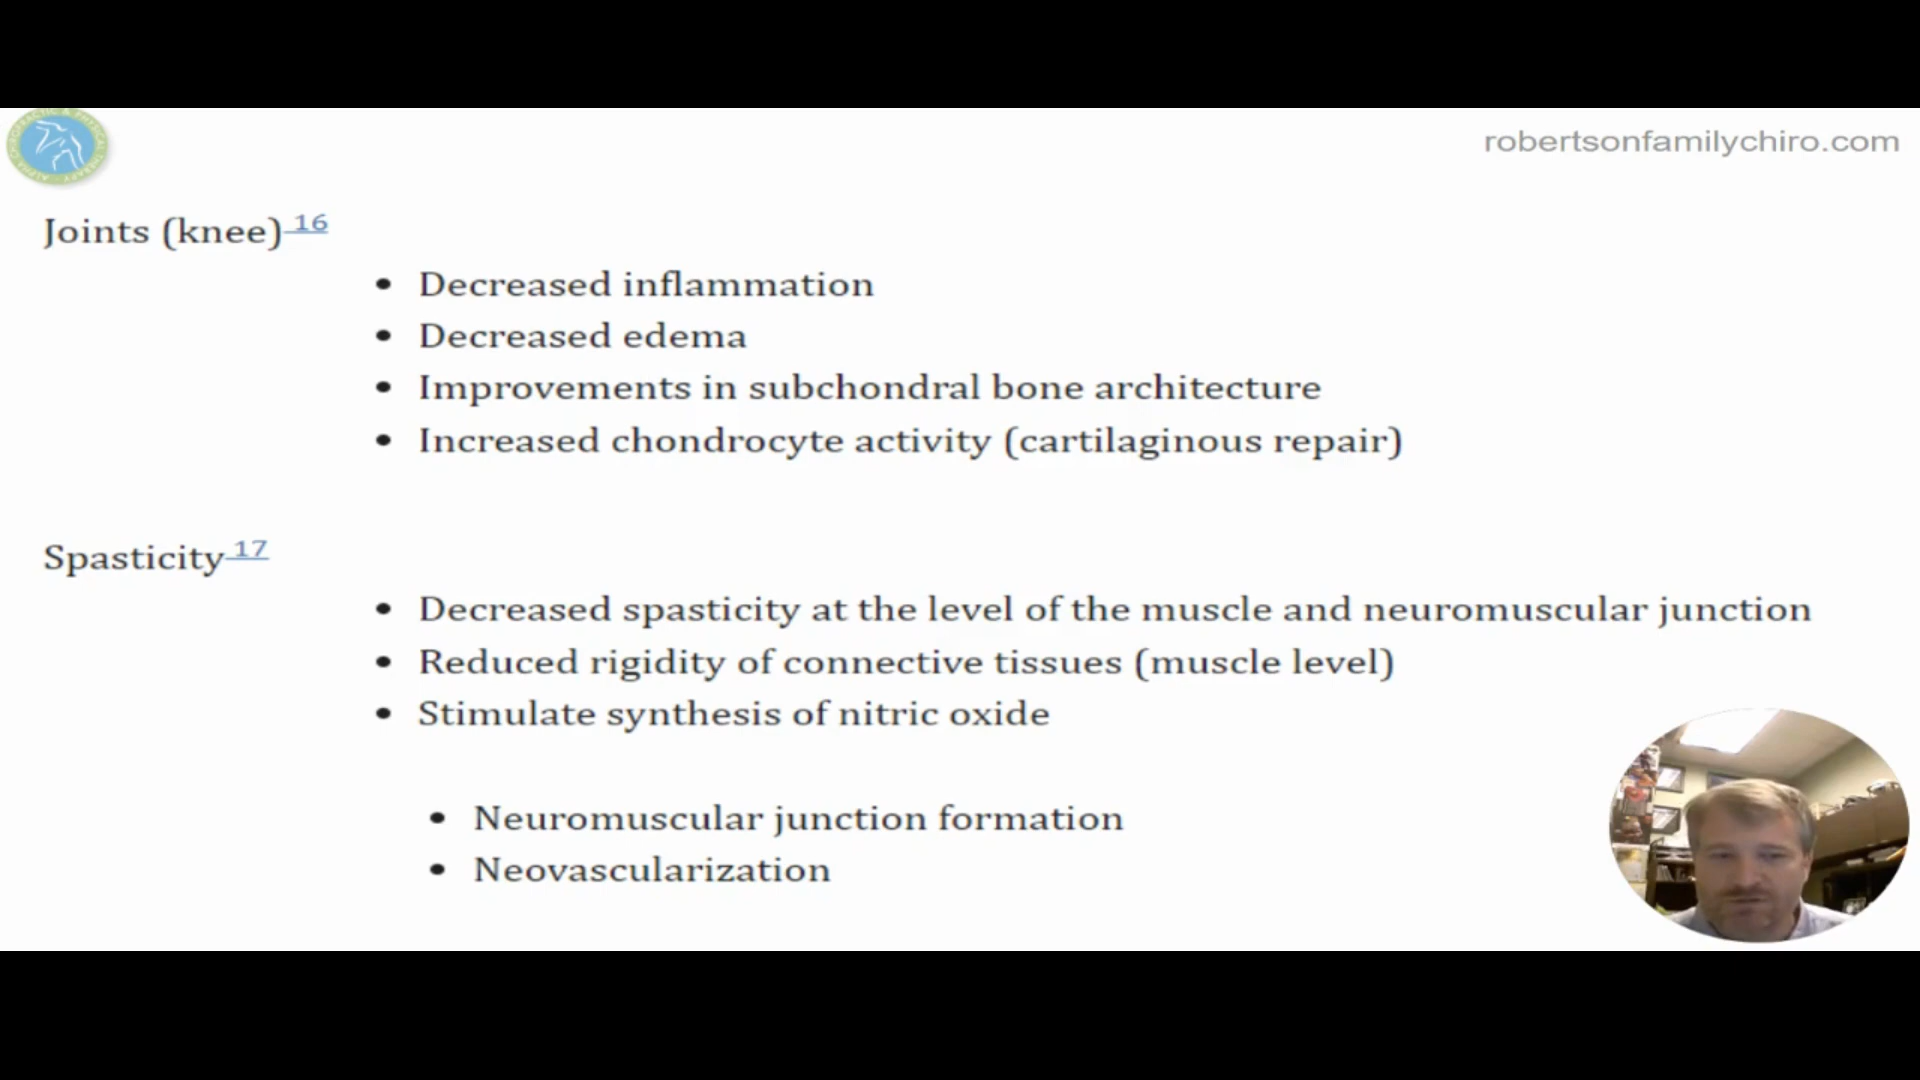 robertsonfamilychiro.com
Joints (knee) 16
• Decreased inflammation
• Decreased edema
• Improvements in subchondral bone architecture
• Increased chondrocyte activity (cartilaginous repair)
Spasticity 17
• Decreased spasticity at the level of the muscle and neuromuscular junction
• Reduced rigidity of connective tissues (muscle level)
• Stimulate synthesis of nitric oxide
• Neuromuscular junction formation
• Neovascularization